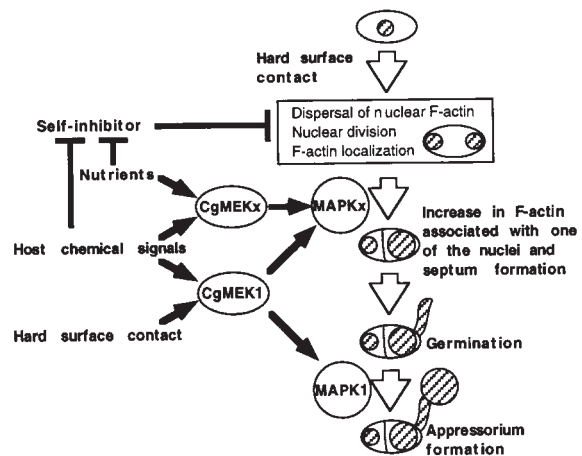 Hard surface
contact
Dispersal of nuclear F-actin
Nuclear division
F-actin localization
Self-inhibitor
Nutrients
CgMEKx
MAPKx
Increase in F-actin
associated with one
of the nuclei and
septum formation
Host chemical signals
CgMEK1
Hard surface contact
Germination
MAPK1
Appressorium
formation